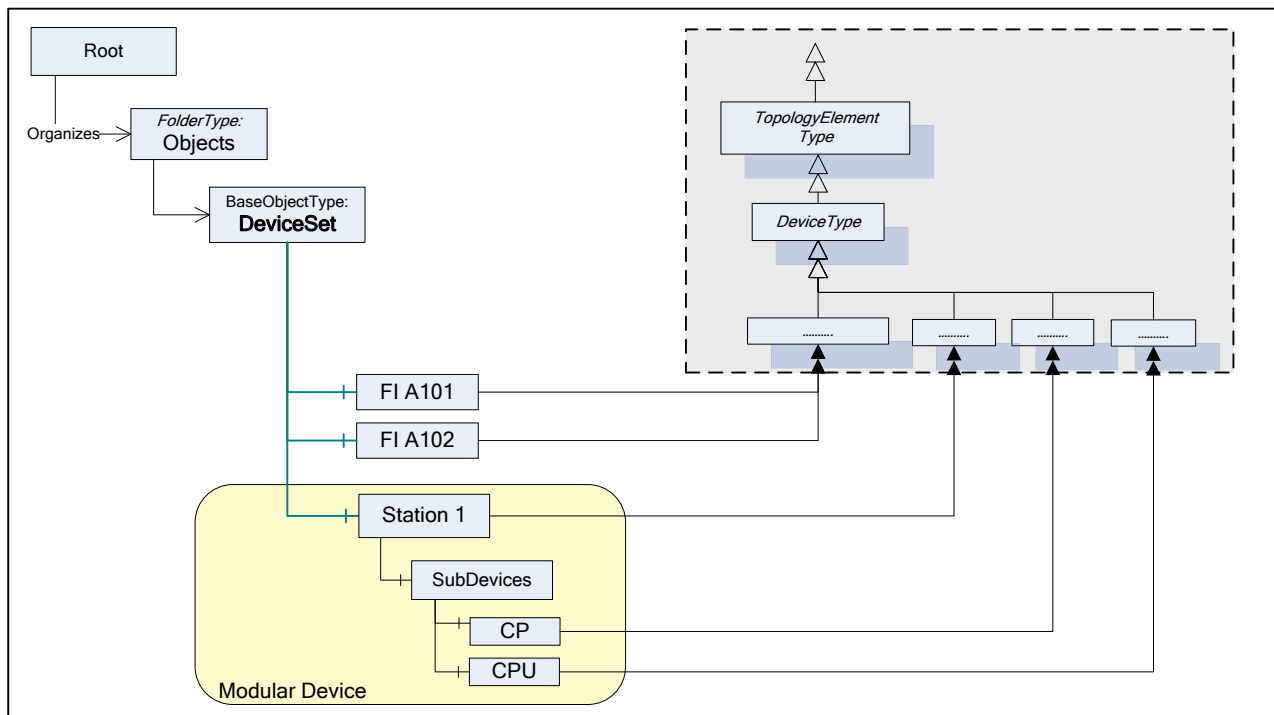 Root
Organizes
FolderType:
Objects
BaseObjectType:
DeviceSet
TopologyElement
Type
DeviceType
..........
..........
..........
..........
FI A101
FI A102
Station 1
SubDevices
CP
CPU
Modular Device